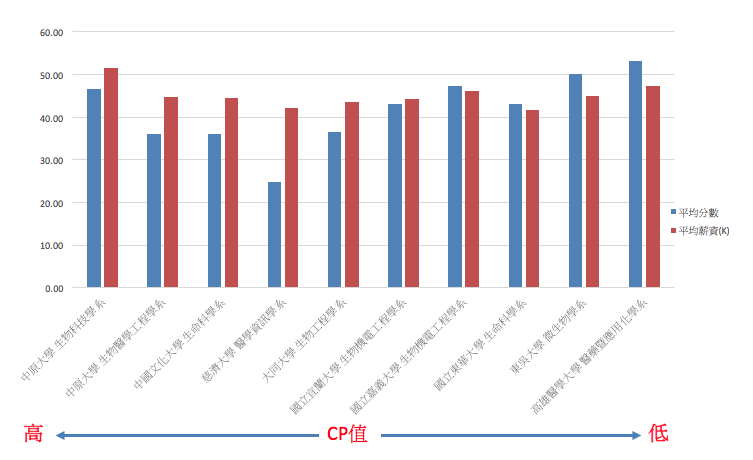 60.00
50.00
40.00
30.00
20.00
10.00
0.00
平均分數
平均薪資(K)
中原大學 生物科技學系
中原大學 生物醫學工程學系
中國文化大學 生命科學系
慈濟大學 醫學資訊學系
大同大學 生物工程學系
國立宜蘭大學 生物機電工程學系
國立嘉義大學 生物機電工程學系
國立東華大學 生命科學系
東吳大學 微生物學系
高雄醫學大學 醫藥暨應用化學系
高 CP值 低